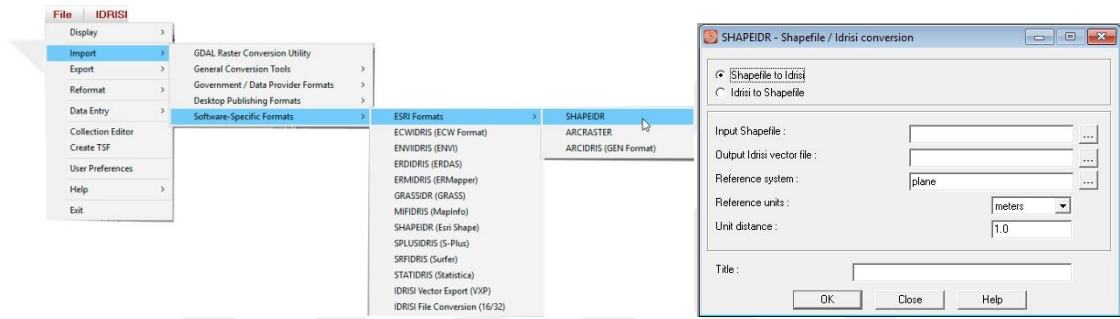 File IDRISI
Display
Import
Export
Reformat
Data Entry
Collection Editor
Create TSF
User Preferences
Help
Exit
GDAL Raster Conversion Utility
General Conversion Tools
Government / Data Provider Formats
Desktop Publishing Formats
Software-Specific Formats
ESRI Formats
ECWIDRIS (ECW Format)
ENVIIDRIS (ENVI)
ERDIDRIS (ERDAS)
ERMIDRIS (ERMapper)
GRASSIDR (GRASS)
MIFIDRIS (MapInfo)
SHAPEIDR (Esri Shape)
SPLUSIDRIS (S-Plus)
SRFIDRIS (Surfer)
STATIDRIS (Statistica)
IDRISI Vector Export (VXP)
IDRISI File Conversion (16/32)
SHAPEIDR
ARCRASTER
ARCIDRIS (GEN Format)
SHAPEIDR - Shapefile / Idrisi conversion
Shapefile to Idrisi
Idrisi to Shapefile
Input Shapefile :
...
Output Idrisi vector file :
...
Reference system : plane ...
Reference units : meters
Unit distance : 1.0
Title :
OK Close Help